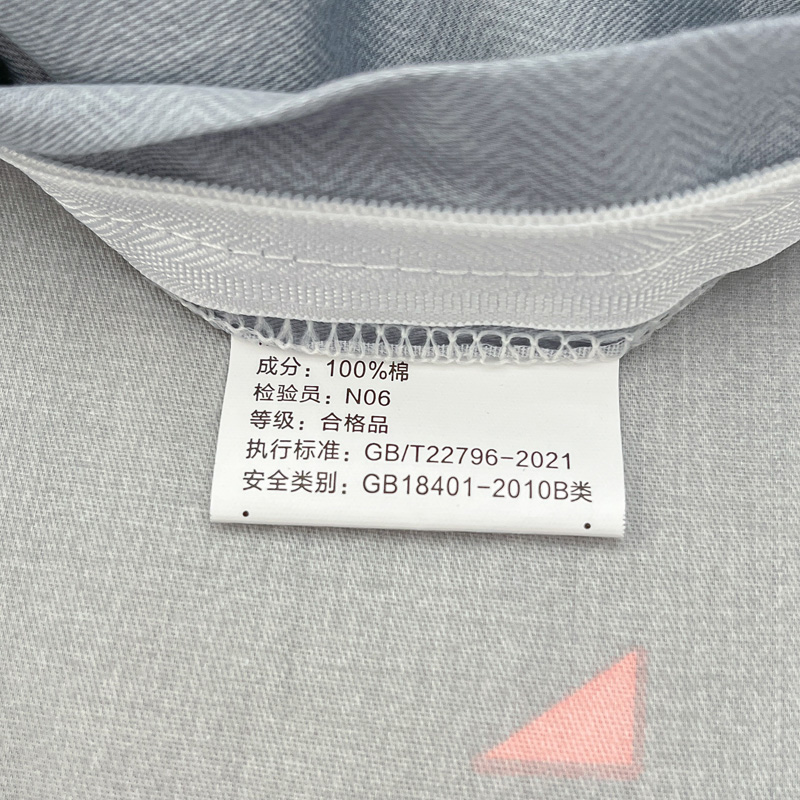 成分：100%棉
检验员：N06
等级：合格品
执行标准：GB/T22796-2021
安全类别：GB18401-2010B类